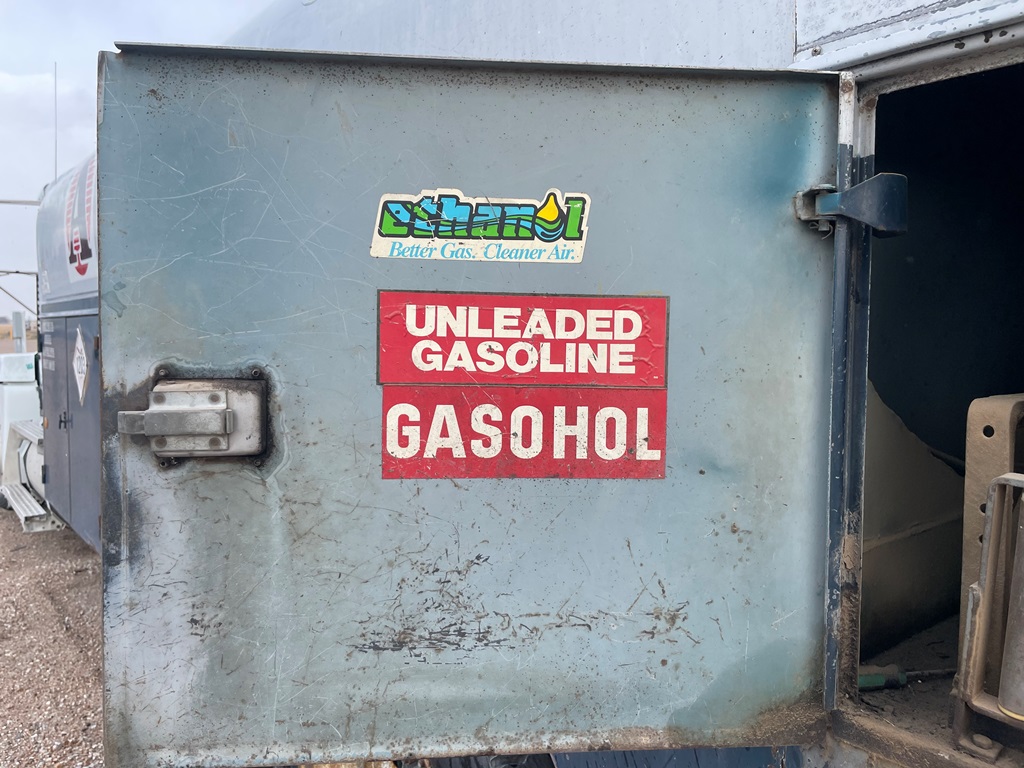 ethanol
Better Gas. Cleaner Air.
UNLEADED
GASOLINE
GASOHOL